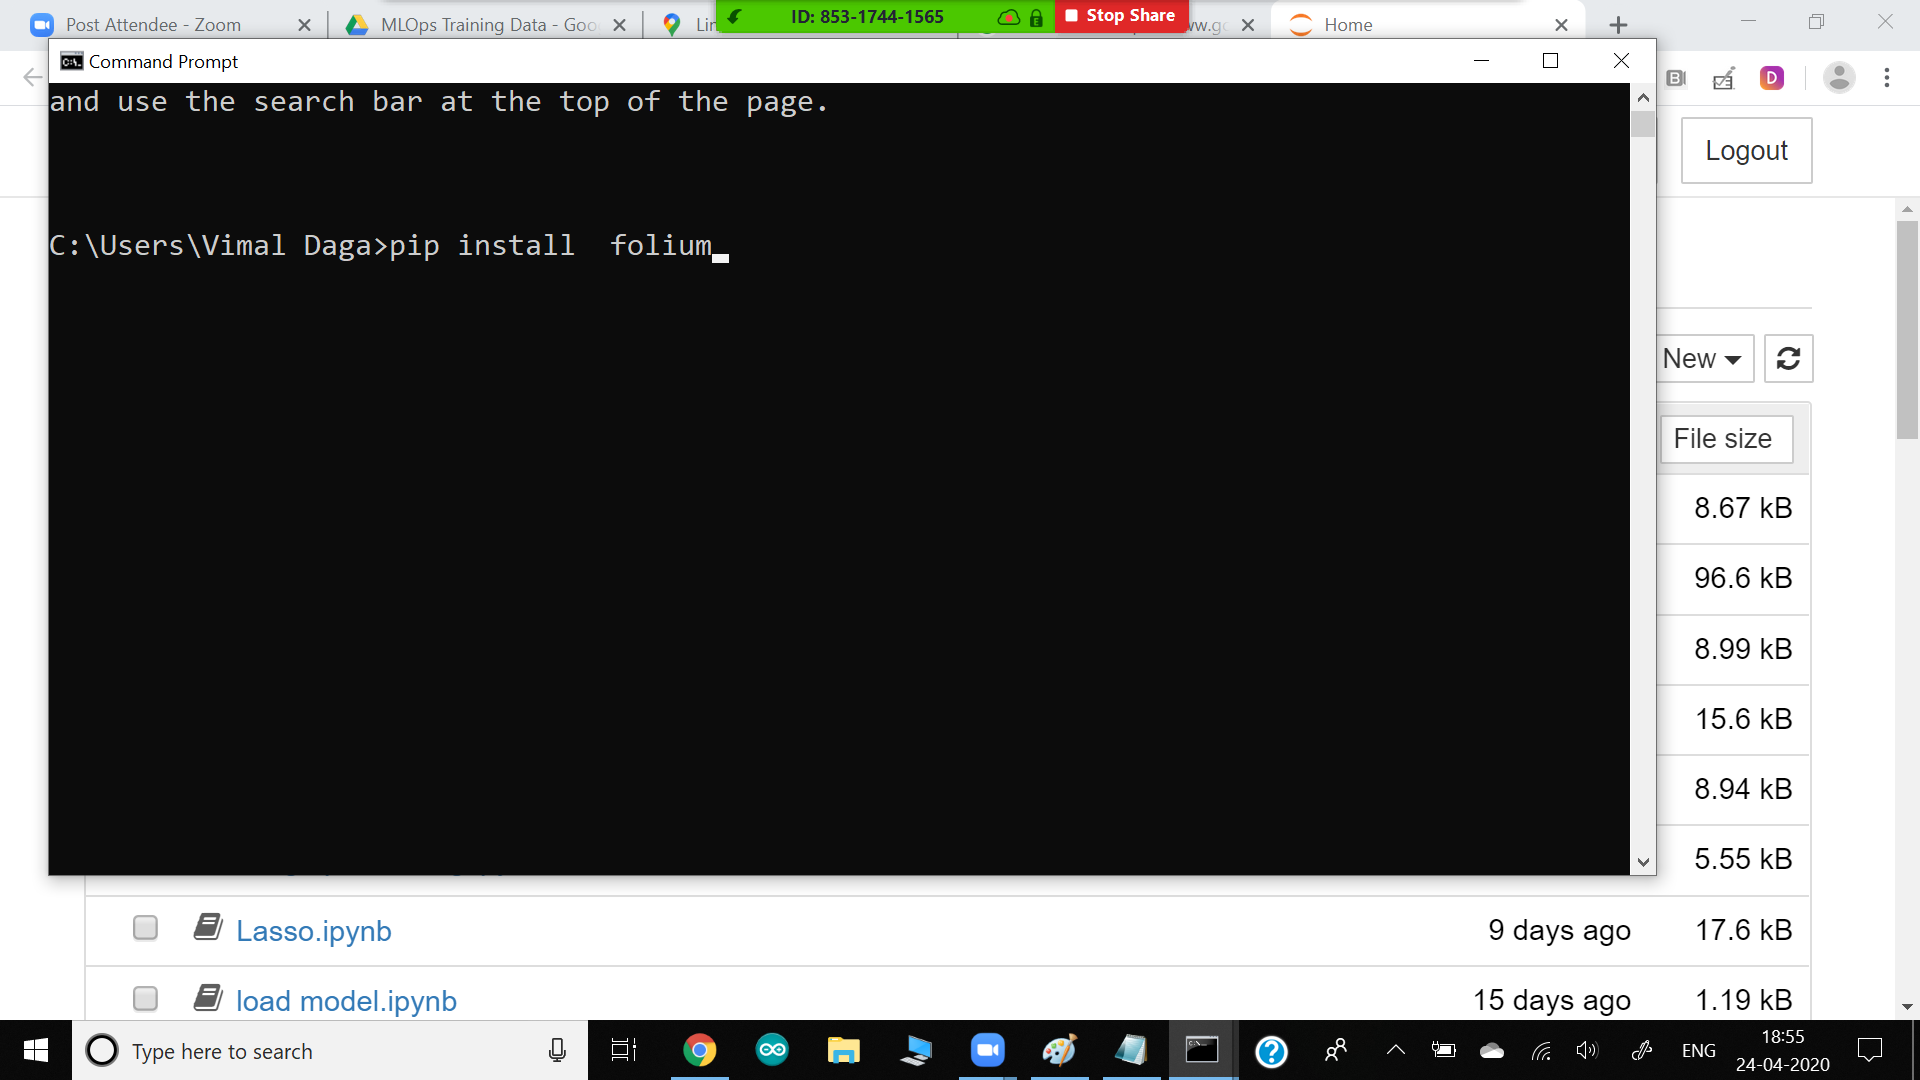 Post Attendee - Zoom
MLOps Training Data - Goo
Lin
ID: 853-1744-1565
Stop Share
Home
Command Prompt
and use the search bar at the top of the page.
Logout
C:\Users\Vimal Daga>pip install  folium
New
File size
8.67 kB
96.6 kB
8.99 kB
15.6 kB
8.94 kB
5.55 kB
Lasso.ipynb 9 days ago 17.6 kB
load model.ipynb 15 days ago 1.19 kB
Type here to search
ENG
18:55
24-04-2020